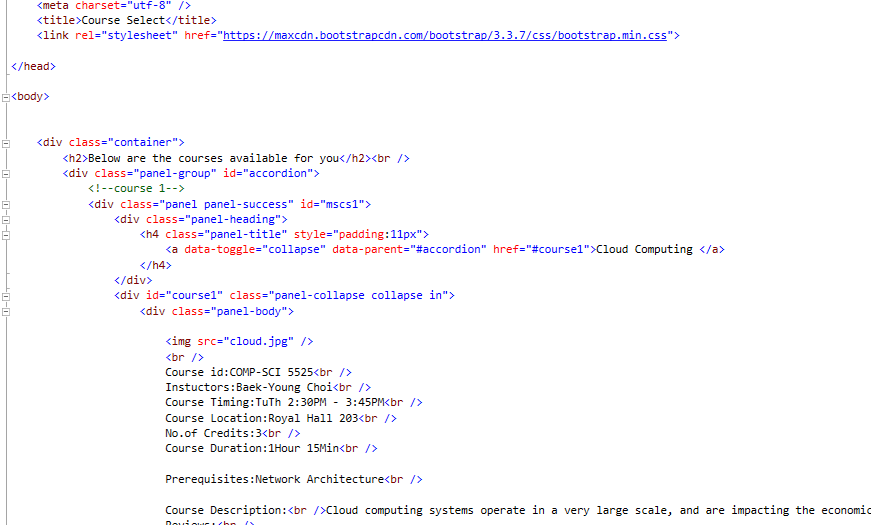 <meta charset="utf-8" />
<title>Course Select</title>
<link rel="stylesheet" href="https://maxcdn.bootstrapcdn.com/bootstrap/3.3.7/css/bootstrap.min.css">
</head>
<body>
<div class="container">
<h2>Below are the courses available for you</h2><br />
<div class="panel-group" id="accordion">
<!--course 1-->
<div class="panel panel-success" id="mscs1">
<div class="panel-heading">
<h4 class="panel-title" style="padding:11px">
<a data-toggle="collapse" data-parent="#accordion" href="#course1">Cloud Computing </a>
</h4>
</div>
<div id="course1" class="panel-collapse collapse in">
<div class="panel-body">
<img src="cloud.jpg" />
<br />
Course id:COMP-SCI 5525<br />
Instuctors:Baek-Young Choi<br />
Course Timing:TuTh 2:30PM - 3:45PM<br />
Course Location:Royal Hall 203<br />
No.of Credits:3<br />
Course Duration:1Hour 15Min<br />
Prerequisites:Network Architecture<br />
Course Description:<br />Cloud computing systems operate in a very large scale, and are impacting the economic
Reviews:<br />